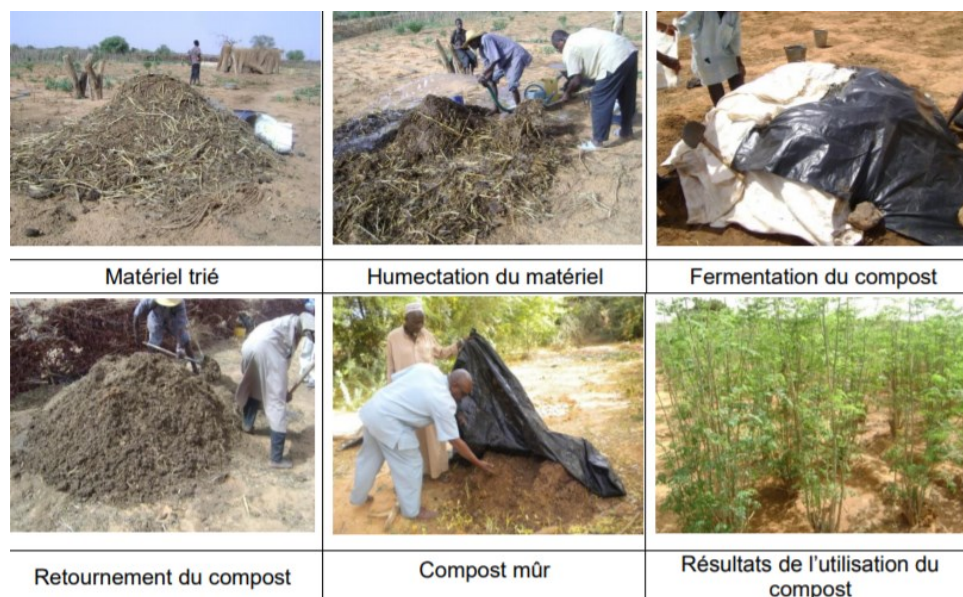 Matériel trié
Humectation du matériel
Fermentation du compost
Retournement du compost
Compost mûr
Résultats de l'utilisation du
compost